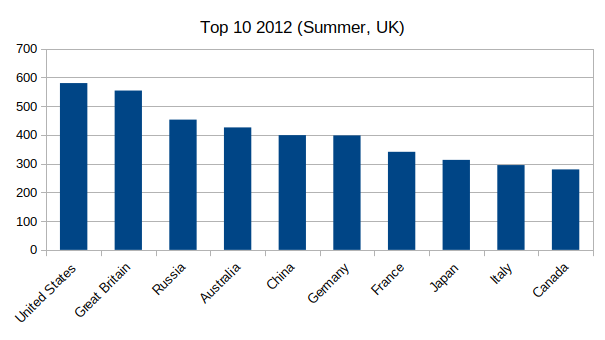 Top 10 2012 (Summer, UK)
700
600
500
400
300
200
100
0
United States
Great Britain
Russia
Australia
China
Germany
France
Japan
Italy
Canada